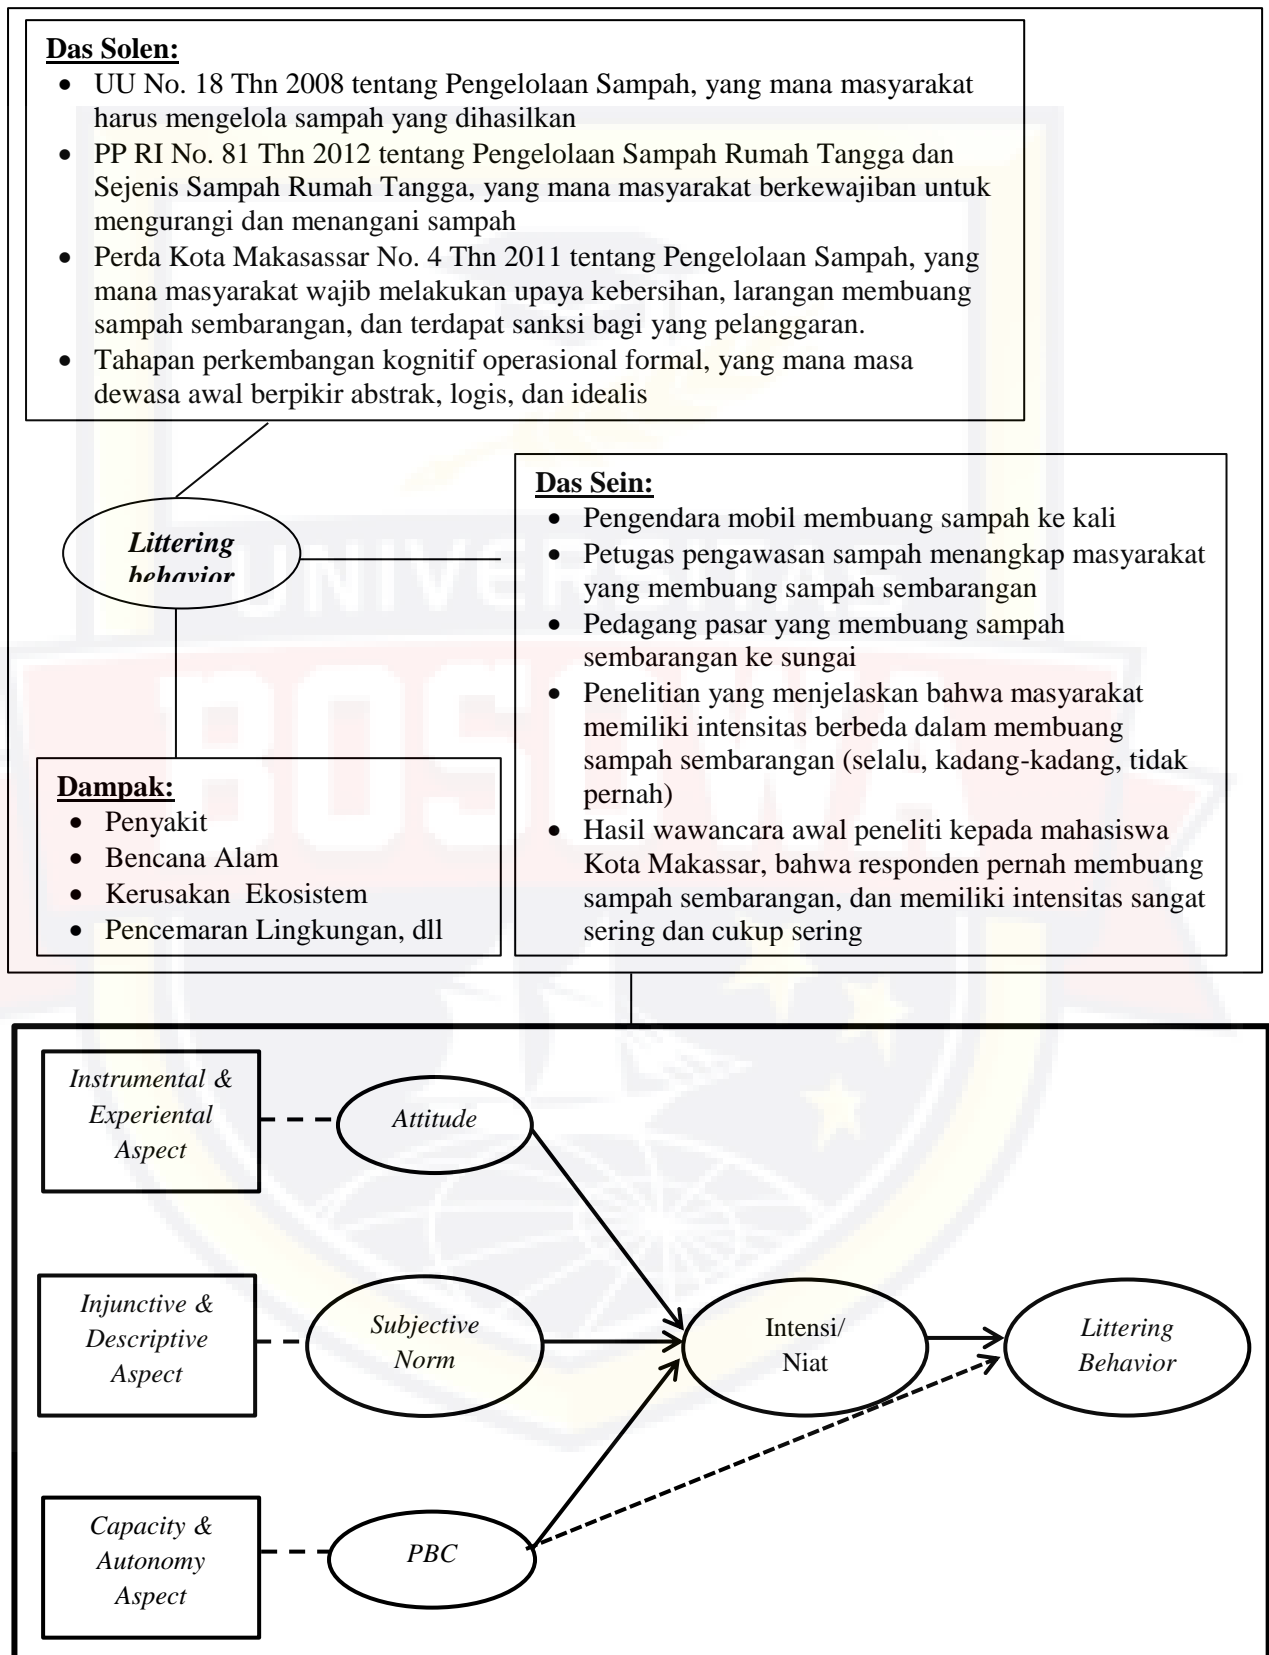 Das Solen:
• UU No. 18 Thn 2008 tentang Pengelolaan Sampah, yang mana masyarakat
harus mengelola sampah yang dihasilkan
• PP RI No. 81 Thn 2012 tentang Pengelolaan Sampah Rumah Tangga dan
Sejenis Sampah Rumah Tangga, yang mana masyarakat berkewajiban untuk
mengurangi dan menangani sampah
• Perda Kota Makasassar No. 4 Thn 2011 tentang Pengelolaan Sampah, yang
mana masyarakat wajib melakukan upaya kebersihan, larangan membuang
sampah sembarangan, dan terdapat sanksi bagi yang pelanggaran.
• Tahapan perkembangan kognitif operasional formal, yang mana masa
dewasa awal berpikir abstrak, logis, dan idealis
Littering
behavior
Das Sein:
• Pengendara mobil membuang sampah ke kali
• Petugas pengawasan sampah menangkap masyarakat
yang membuang sampah sembarangan
• Pedagang pasar yang membuang sampah
sembarangan ke sungai
• Penelitian yang menjelaskan bahwa masyarakat
memiliki intensitas berbeda dalam membuang
sampah sembarangan (selalu, kadang-kadang, tidak
pernah)
• Hasil wawancara awal peneliti kepada mahasiswa
Kota Makassar, bahwa responden pernah membuang
sampah sembarangan, dan memiliki intensitas sangat
sering dan cukup sering
Dampak:
• Penyakit
• Bencana Alam
• Kerusakan Ekosistem
• Pencemaran Lingkungan, dll
UNIVERSITAS
BOSOWA
Instrumental &
Experiental
Aspect
Attitude
Injunctive &
Descriptive
Aspect
Subjective
Norm
Intensi/
Niat
Littering
Behavior
Capacity &
Autonomy
Aspect
PBC